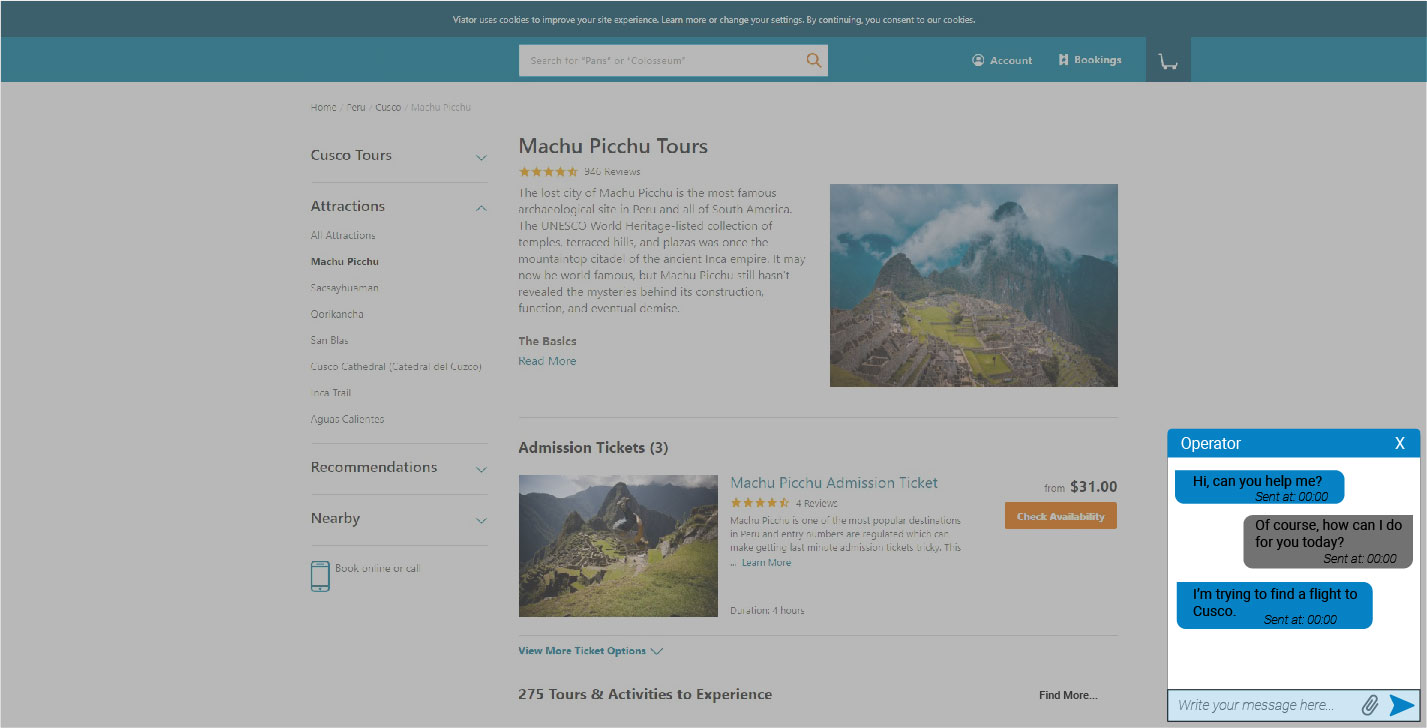 Viator uses cookies to improve your site experience. Learn more or change your settings. By continuing, you consent to our cookies.
Search for "Paris" or "Colosseum"
Account
Bookings
Home / Peru / Cusco / Machu Picchu
Cusco Tours
Attractions
All Attractions
Machu Picchu
Sacsayhuaman
Qorikancha
San Blas
Cusco Cathedral (Catedral del Cuzco)
Inca Trail
Aguas Calientes
Recommendations
Nearby
Book online or call
Machu Picchu Tours
946 Reviews
The lost city of Machu Picchu is the most famous
archaeological site in Peru and all of South America.
The UNESCO World Heritage-listed collection of
temples, terraced hills, and plazas was once the
mountaintop citadel of the ancient Inca empire. It may
now be world famous, but Machu Picchu still hasn't
revealed the mysteries behind its construction,
function, and eventual demise.
The Basics
Read More
Admission Tickets (3)
Machu Picchu Admission Ticket
4 Reviews
Machu Picchu is one of the most popular destinations
in Peru and entry numbers are regulated which can
make getting last minute admission tickets tricky. This
... Learn More
Duration: 4 hours
from $31.00
Check Availability
View More Ticket Options
275 Tours & Activities to Experience
Find More...
Operator X
Hi, can you help me?
Sent at: 00:00
Of course, how can I do
for you today?
Sent at: 00:00
I'm trying to find a flight to
Cusco.
Sent at: 00:00
Write your message here...